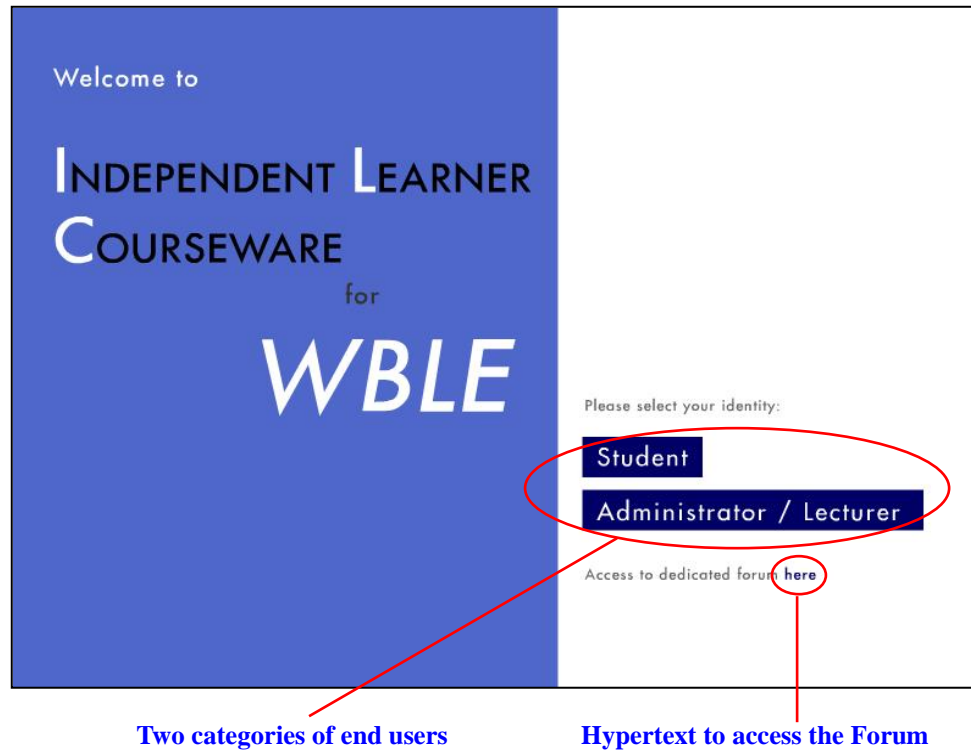 Welcome to
INDEPENDENT LEARNER
COURSEWARE
for
WBLE
Please select your identity:
Student
Administrator / Lecturer
Access to dedicated forum here
Two categories of end users
Hypertext to access the Forum